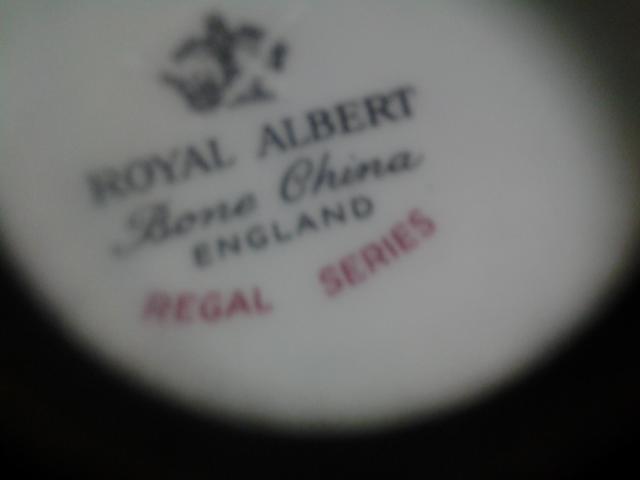 ROYAL ALBERT
Bone China
ENGLAND
REGAL SERIES